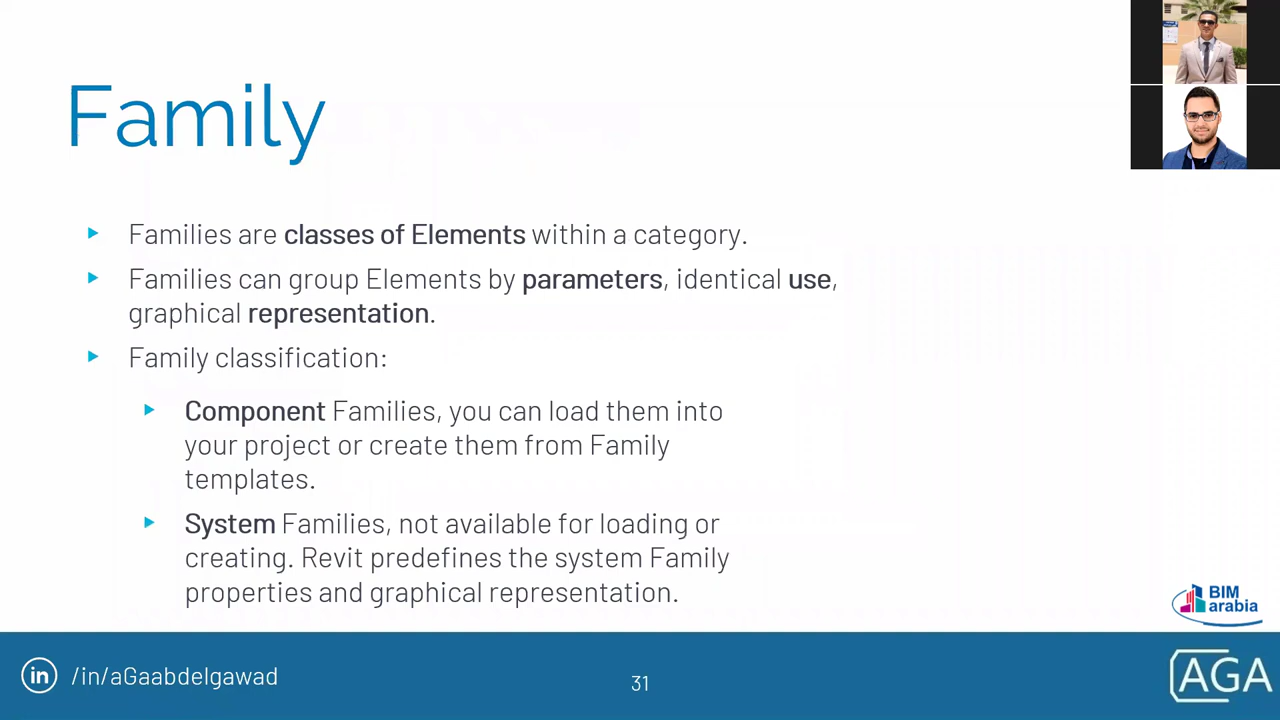 Family
Families are classes of Elements within a category.
Families can group Elements by parameters, identical use,
graphical representation.
Family classification:
Component Families, you can load them into
your project or create them from Family
templates.
System Families, not available for loading or
creating. Revit predefines the system Family
properties and graphical representation.
BIM
arabia
in /in/aGaabdelgawad
31
AGA